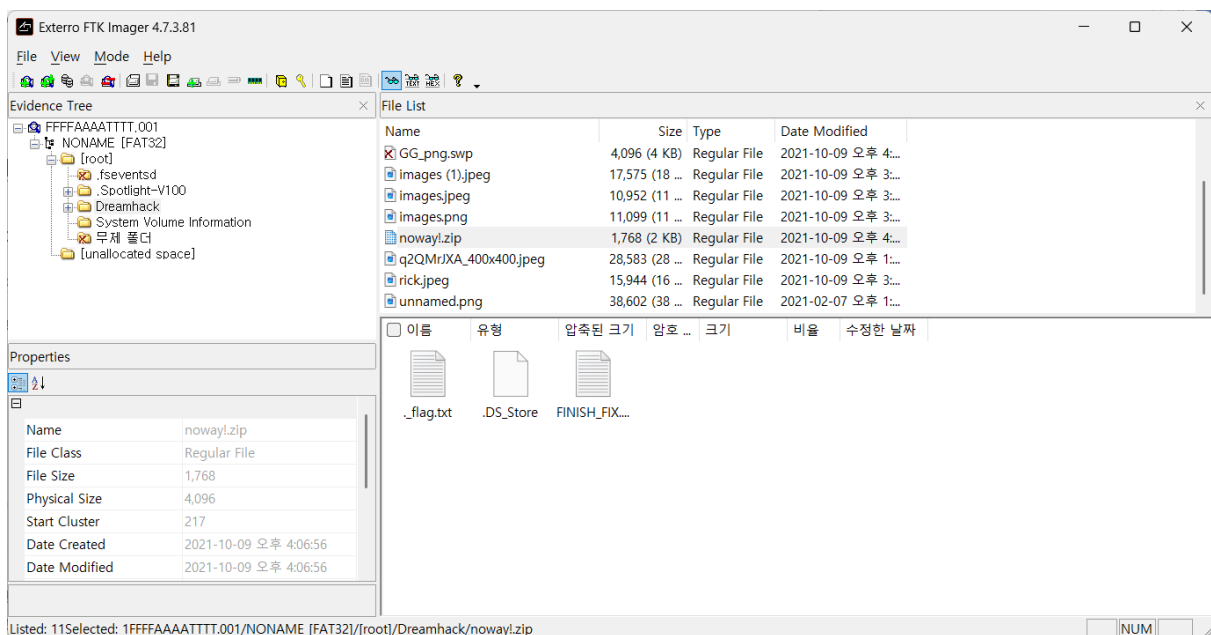 Exterro FTK Imager 4.7.3.81
File View Mode Help
Evidence Tree
FFFFAAAATTTT.001
NONAME [FAT32]
[root]
.fseventsd
.Spotlight-V100
Dreamhack
System Volume Information
무제 폴더
[unallocated space]
File List
Name Size Type Date Modified
GG_png.swp 4,096 (4 KB) Regular File 2021-10-09 오후 4:...
images (1).jpeg 17,575 (18 ... Regular File 2021-10-09 오후 3:...
images.jpeg 10,952 (11 ... Regular File 2021-10-09 오후 3:...
images.png 11,099 (11 ... Regular File 2021-10-09 오후 3:...
noway!.zip 1,768 (2 KB) Regular File 2021-10-09 오후 4:...
q2QMrJXA_400x400.jpeg 28,583 (28 ... Regular File 2021-10-09 오후 1:...
rick.jpeg 15,944 (16 ... Regular File 2021-10-09 오후 3:...
unnamed.png 38,602 (38 ... Regular File 2021-02-07 오후 1:...
이름 유형 압축된 크기 암호 ... 크기 비율 수정한 날짜
._flag.txt .DS_Store FINISH_FIX....
Properties
Name noway!.zip
File Class Regular File
File Size 1,768
Physical Size 4,096
Start Cluster 217
Date Created 2021-10-09 오후 4:06:56
Date Modified 2021-10-09 오후 4:06:56
Listed: 11Selected: 1FFFFAAAATTTT.001/NONAME [FAT32]/[root]/Dreamhack/noway!.zip NUM